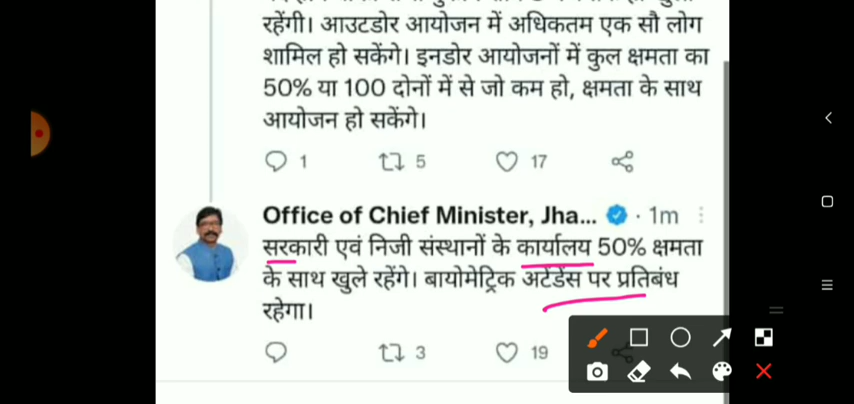 रहेंगी। आउटडोर आयोजन में अधिकतम एक सौ लोग
शामिल हो सकेंगे। इनडोर आयोजनों में कुल क्षमता का
50% या 100 दोनों में से जो कम हो, क्षमता के साथ
आयोजन हो सकेंगे।
1 5 17
Office of Chief Minister, Jha... · 1m
सरकारी एवं निजी संस्थानों के कार्यालय 50% क्षमता
के साथ खुले रहेंगे। बायोमेट्रिक अटेंडेंस पर प्रतिबंध
रहेगा।
3 19